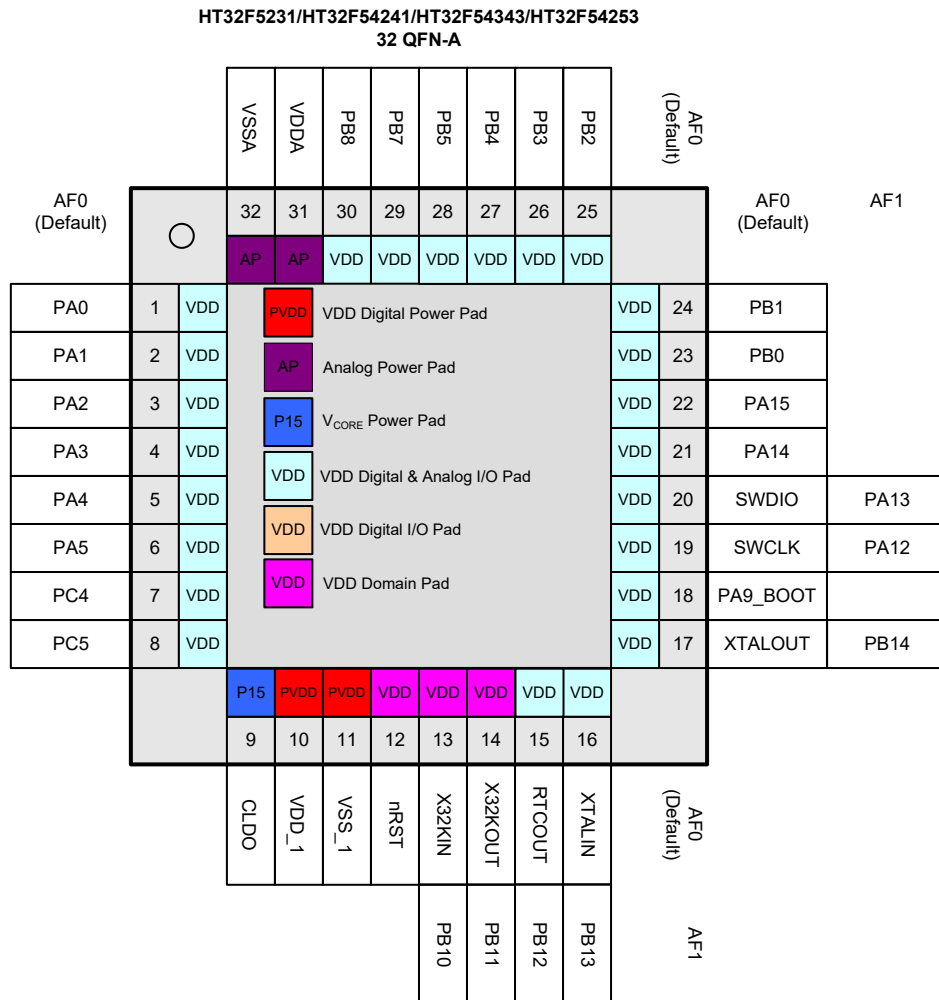 HT32F5231/HT32F54241/HT32F54343/HT32F54253
32 QFN-A
VSSA
VDDA
PB8
PB7
PB5
PB4
PB3
PB2
AF0
(Default)
AF0
(Default)
32 31 30 29 28 27 26 25
AF0
(Default)
AF1
AP AP VDD VDD VDD VDD VDD VDD
PA0 1 VDD
PVDD VDD Digital Power Pad
VDD 24 PB1
PA1 2 VDD
AP Analog Power Pad
VDD 23 PB0
PA2 3 VDD
P15 VCORE Power Pad
VDD 22 PA15
PA3 4 VDD
VDD VDD Digital & Analog I/O Pad
VDD 21 PA14
PA4 5 VDD
VDD VDD Digital I/O Pad
VDD 20 SWDIO PA13
PA5 6 VDD
VDD VDD Domain Pad
VDD 19 SWCLK PA12
PC4 7 VDD
VDD 18 PA9_BOOT
PC5 8 VDD
VDD 17 XTALOUT PB14
P15 PVDD PVDD VDD VDD VDD VDD VDD
9 10 11 12 13 14 15 16
CLDO
VDD_1
VSS_1
nRST
X32KIN
X32KOUT
RTCOUT
XTALIN
AF0
(Default)
PB10
PB11
PB12
PB13
AF1